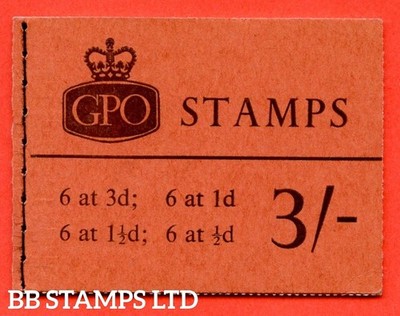 GPO STAMPS
6 at 3d; 6 at 1d
6 at 1½d; 6 at ½d
3/-
BB STAMPS LTD